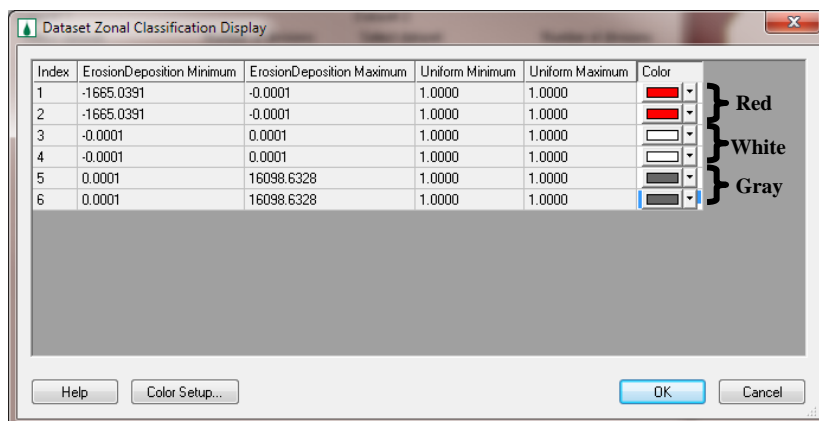 Dataset Zonal Classification Display
Index ErosionDeposition Minimum ErosionDeposition Maximum Uniform Minimum Uniform Maximum Color
1 -1665.0391 -0.0001 1.0000 1.0000
2 -1665.0391 -0.0001 1.0000 1.0000
Red
3 -0.0001 0.0001 1.0000 1.0000
4 -0.0001 0.0001 1.0000 1.0000
White
5 0.0001 16098.6328 1.0000 1.0000
6 0.0001 16098.6328 1.0000 1.0000
Gray
Help Color Setup... OK Cancel